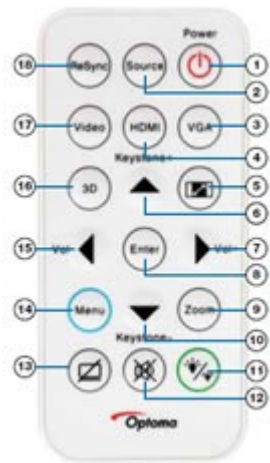 Power
18 ReSync Source 1
2
17 Video HDMI VGA 3
4
Keystone+
16 3D 5
6
15 Vol- Vol+ 7
Enter
8
14 Menu Zoom 9
10
Keystone-
13 11
12
Optoma